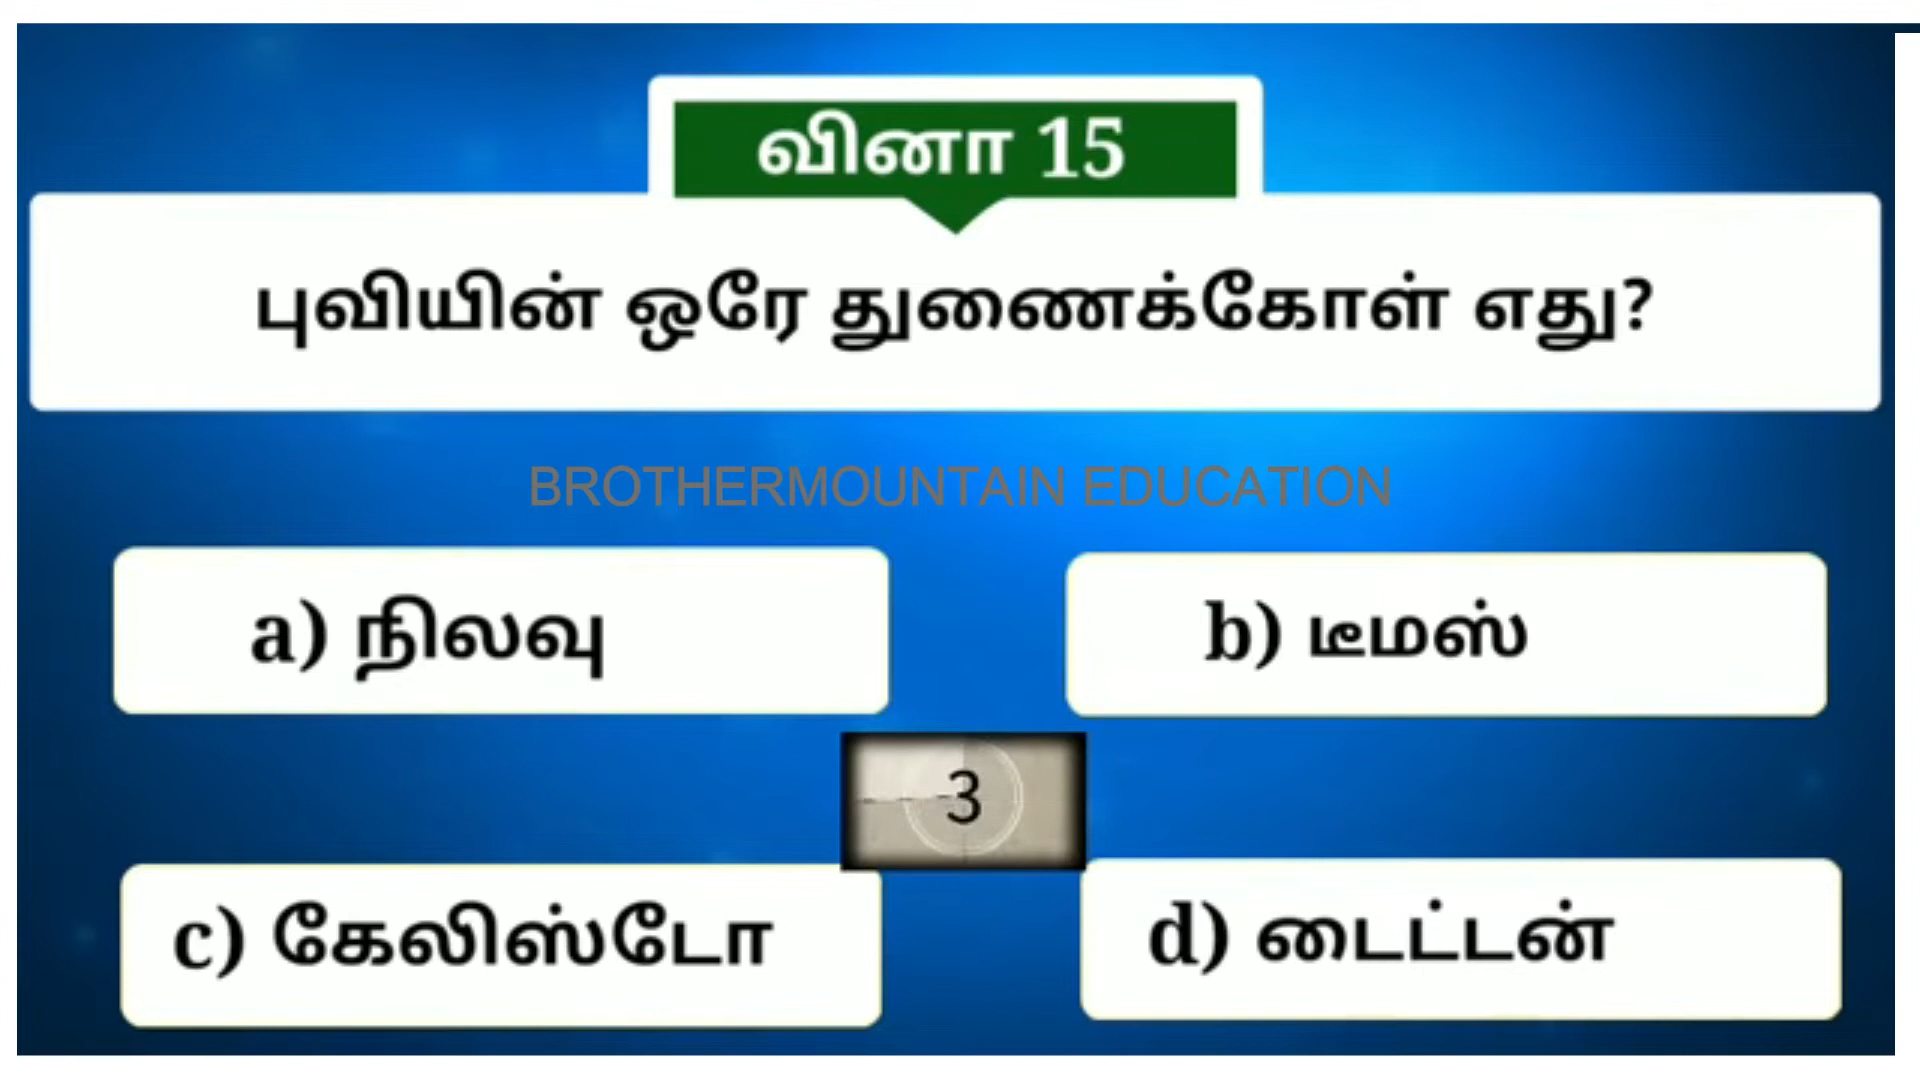 வினா 15
புவியின் ஒரே துணைக்கோள் எது?
BROTHERMOUNTAIN EDUCATION
a) நிலவு
b) டீமஸ்
3
c) கேலிஸ்டோ
d) டைட்டன்